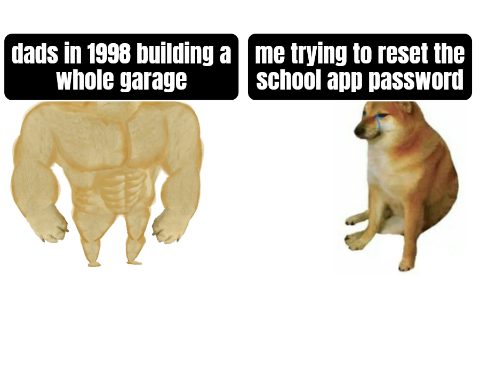 dads in 1998 building a
whole garage
me trying to reset the
school app password